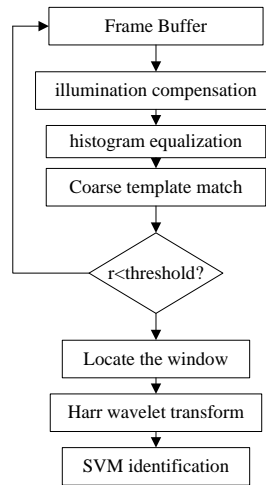 Frame Buffer
illumination compensation
histogram equalization
Coarse template match
r<threshold?
Locate the window
Harr wavelet transform
SVM identification